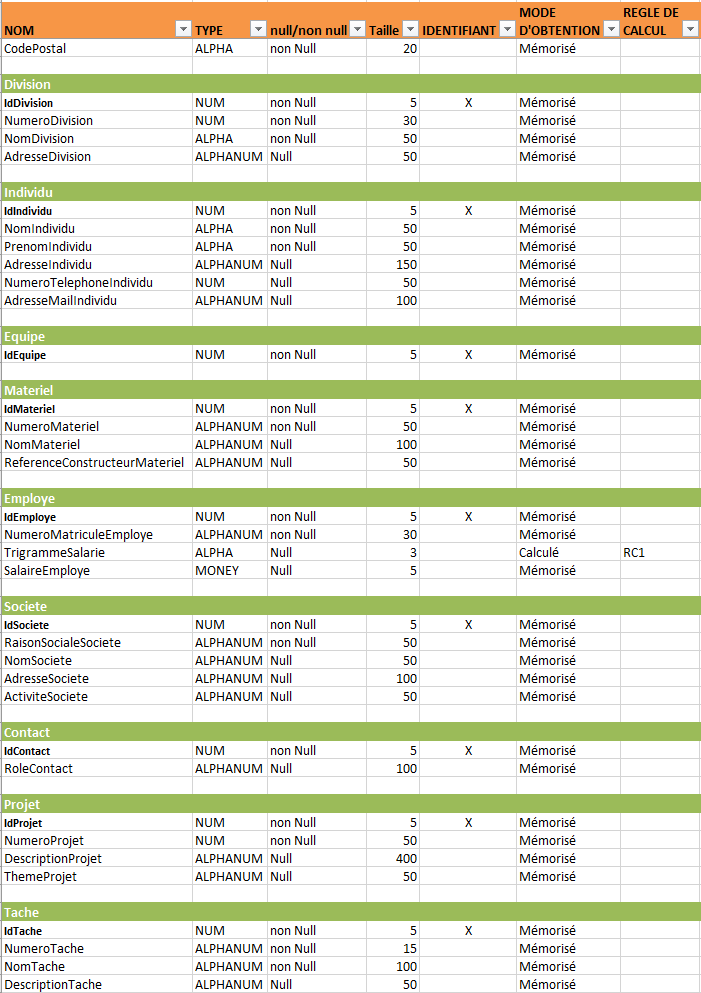 NOM TYPE null/non null Taille IDENTIFIANT MODE D'OBTENTION REGLE DE CALCUL
CodePostal ALPHA non Null 20 Mémorisé
Division
IdDivision NUM non Null 5 X Mémorisé
NumeroDivision NUM non Null 30 Mémorisé
NomDivision ALPHA non Null 50 Mémorisé
AdresseDivision ALPHANUM Null 50 Mémorisé
Individu
IdIndividu NUM non Null 5 X Mémorisé
NomIndividu ALPHA non Null 50 Mémorisé
PrenomIndividu ALPHA non Null 50 Mémorisé
AdresseIndividu ALPHANUM Null 150 Mémorisé
NumeroTelephoneIndividu NUM Null 50 Mémorisé
AdresseMailIndividu ALPHANUM Null 100 Mémorisé
Equipe
IdEquipe NUM non Null 5 X Mémorisé
Materiel
IdMateriel NUM non Null 5 X Mémorisé
NumeroMateriel ALPHANUM non Null 50 Mémorisé
NomMateriel ALPHANUM Null 100 Mémorisé
ReferenceConstructeurMateriel ALPHANUM Null 50 Mémorisé
Employe
IdEmploye NUM non Null 5 X Mémorisé
NumeroMatriculeEmploye ALPHANUM non Null 30 Mémorisé
TrigrammeSalarie ALPHA Null 3 Calculé RC1
SalaireEmploye MONEY Null 5 Mémorisé
Societe
IdSociete NUM non Null 5 X Mémorisé
RaisonSocialeSociete ALPHANUM Null 50 Mémorisé
NomSociete ALPHANUM Null 50 Mémorisé
AdresseSociete ALPHANUM Null 100 Mémorisé
ActiviteSociete ALPHANUM Null 50 Mémorisé
Contact
IdContact NUM non Null 5 X Mémorisé
RoleContact ALPHANUM Null 100 Mémorisé
Projet
IdProjet NUM non Null 5 X Mémorisé
NumeroProjet NUM non Null 50 Mémorisé
DescriptionProjet ALPHANUM Null 400 Mémorisé
ThemeProjet ALPHANUM Null 50 Mémorisé
Tache
IdTache NUM non Null 5 X Mémorisé
NumeroTache ALPHANUM non Null 15 Mémorisé
NomTache ALPHANUM non Null 100 Mémorisé
DescriptionTache ALPHANUM Null 50 Mémorisé